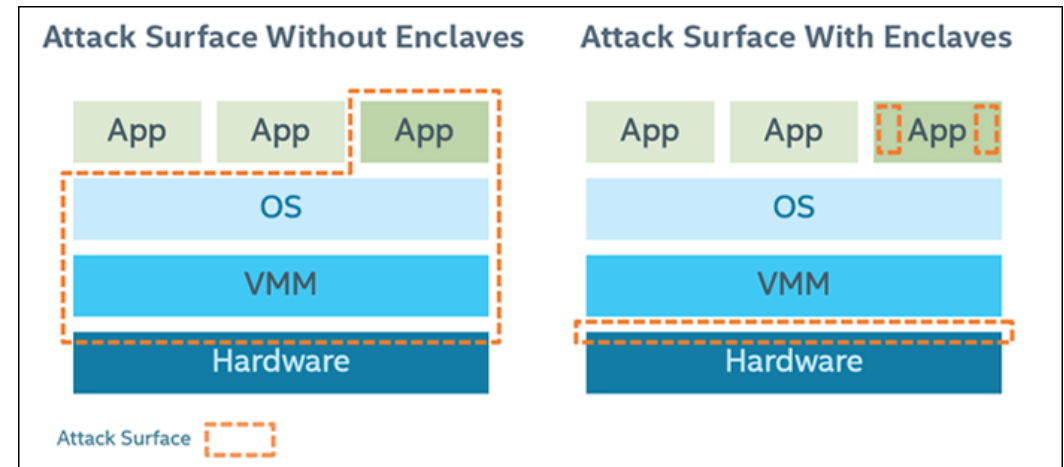 Attack Surface Without Enclaves
App App App
OS
VMM
Hardware
Attack Surface
Attack Surface With Enclaves
App App App
OS
VMM
Hardware